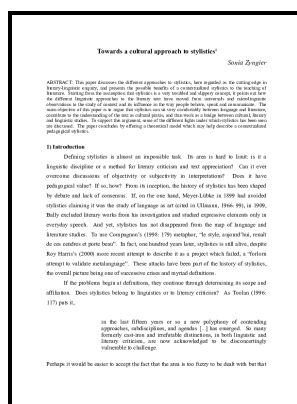 Towards a cultural approach to stylistics¹
Sonia Zyngier
ABSTRACT: This paper discusses the different approaches to stylistics, here regarded as the cutting-edge in
literary-linguistic enquiry, and presents the possible benefits of a contextualized stylistics to the teaching of
literature. Starting from the assumption that stylistics is a very troubled and slippery concept, it points out how
the different linguistic approaches to the literary text have moved from universals and interlinguistic
observations to the study of context and its influence in the way people behave, speak and communicate. The
main objective of this paper is to argue that stylistics can sit very comfortably between language and literature,
contribute to the understanding of the text as cultural praxis, and thus work as a bridge between cultural, literary
and linguistic studies. To support this argument, some of the different lights under which stylistics has been seen
are discussed. The paper concludes by offering a theoretical model which may help describe a contextualized
pedagogical stylistics.
1) Introduction
Defining stylistics is almost an impossible task. Its area is hard to limit: is it a
linguistic discipline or a method for literary criticism and text appreciation? Can it ever
overcome discussions of objectivity or subjectivity in interpretations? Does it have
pedagogical value? If so, how? From its inception, the history of stylistics has been shaped
by debate and lack of consensus. If, on the one hand, Meyer-Lübke in 1899 had avoided
stylistics claiming it was the study of language as art (cited in Ullmann, 1966: 99), in 1909,
Bally excluded literary works from his investigation and studied expressive elements only in
everyday speech. And yet, stylistics has not disappeared from the map of language and
literature studies. To use Compagnon's (1998: 179) metaphor, "le style, aujourd'hui, renaît
de ses cendres et porte beau". In fact, one hundred years later, stylistics is still alive, despite
Roy Harris's (2000) more recent attempt to describe it as a project which failed, a "forlorn
attempt to validate metalanguage". These attacks have been part of the history of stylistics,
the overall picture being one of successive crises and myriad definitions.
If the problems begin at definitions, they continue through determining its scope and
affiliation. Does stylistics belong to linguistics or to literary criticism? As Toolan (1996:
117) puts it,
in the last fifteen years or so a new polyphony of contending
approaches, subdisciplines, and agendas [...] has emerged. So many
formerly cast-iron and irrefutable distinctions, in both linguistic and
literary criticism, are now acknowledged to be disconcertingly
vulnerable to challenge.
Perhaps it would be easier to accept the fact that the area is too fuzzy to be dealt with but that